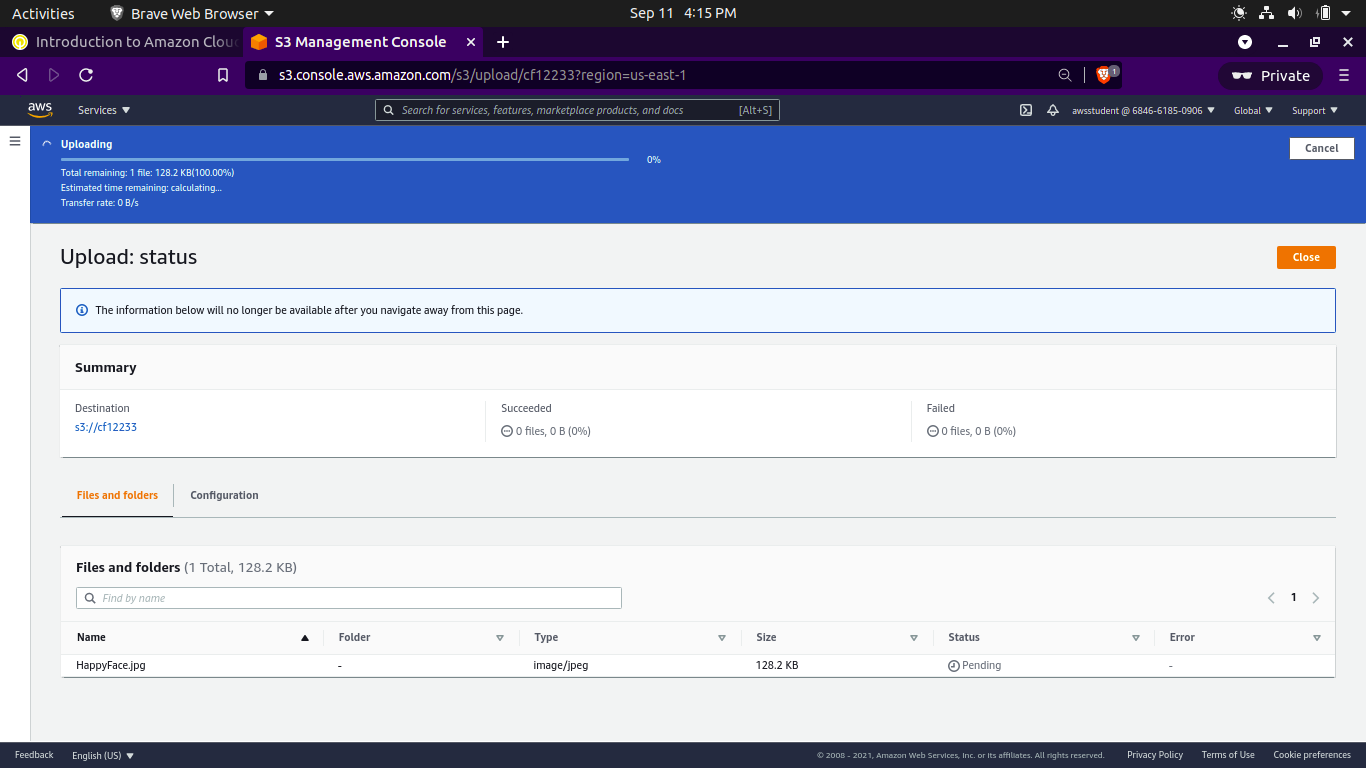 Activities Brave Web Browser Sep 11 4:15 PM
Introduction to Amazon Clou S3 Management Console
s3.console.aws.amazon.com/s3/upload/cf12233?region=us-east-1 1 Private
aws Services Search for services, features, marketplace products, and docs [Alt+S] awsstudent @ 6846-6185-0906 Global Support
Uploading Cancel
0%
Total remaining: 1 file: 128.2 KB(100.00%)
Estimated time remaining: calculating...
Transfer rate: 0 B/s
Upload: status Close
The information below will no longer be available after you navigate away from this page.
Summary
Destination Succeeded Failed
s3://cf12233 0 files, 0 B (0%) 0 files, 0 B (0%)
Files and folders Configuration
Files and folders (1 Total, 128.2 KB)
Find by name 1
Name Folder Type Size Status Error
HappyFace.jpg - image/jpeg 128.2 KB Pending -
Feedback English (US) © 2008 - 2021, Amazon Web Services, Inc. or its affiliates. All rights reserved. Privacy Policy Terms of Use Cookie preferences